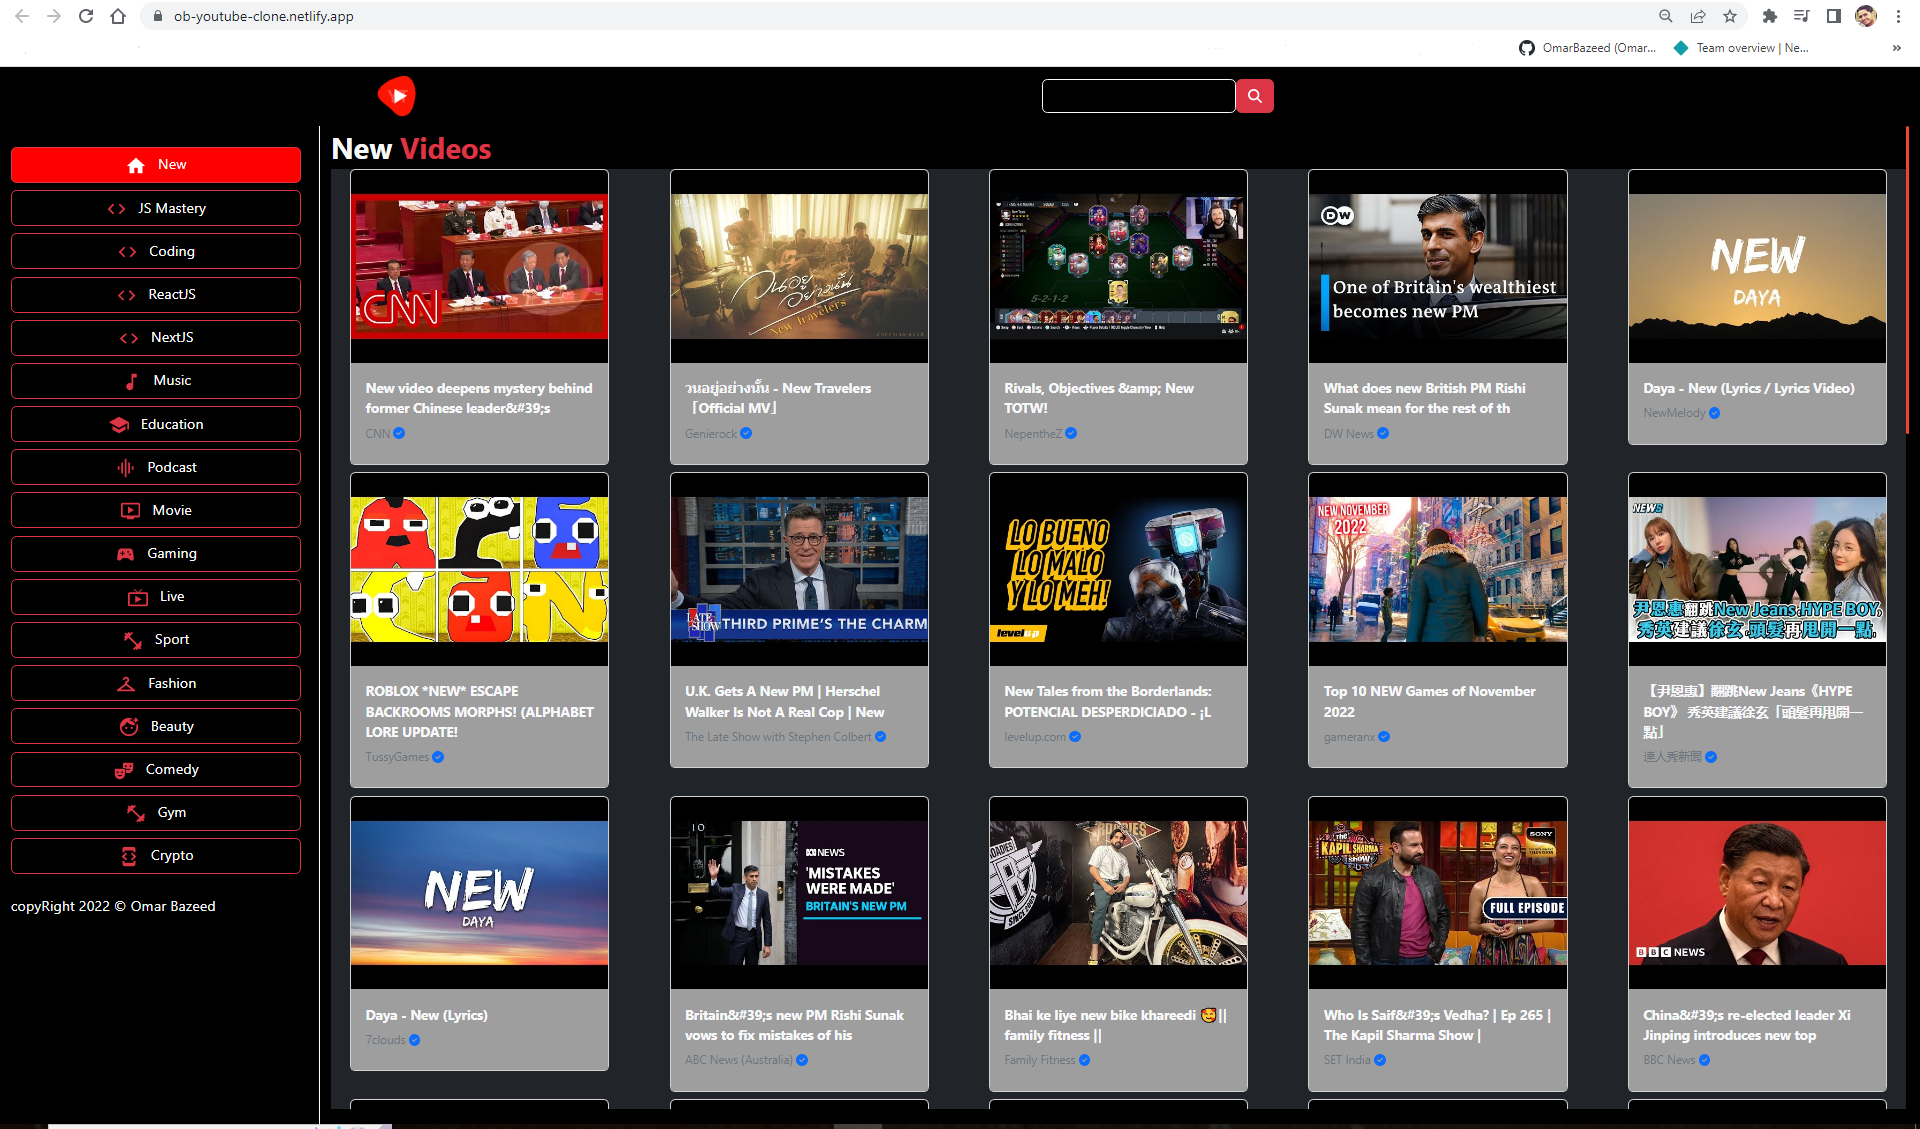 ob-youtube-clone.netlify.app
OmarBazeed (Omar...
Team overview | Ne...
»
New Videos
New
JS Mastery
Coding
ReactJS
NextJS
Music
Education
Podcast
Movie
Gaming
Live
Sport
Fashion
Beauty
Comedy
Gym
Crypto
copyRight 2022 © Omar Bazeed
CNN
New video deepens mystery behind
former Chinese leader&#39;s
CNN
วนอยู่อย่างนั้น
New Travelers
วนอยู่อย่างนั้น - New Travelers
「Official MV」
Genierock
5-2-1-2
Rivals, Objectives &amp; New
TOTW!
NepentheZ
DW
One of Britain's wealthiest
becomes new PM
What does new British PM Rishi
Sunak mean for the rest of th
DW News
NEW
DAYA
Daya - New (Lyrics / Lyrics Video)
NewMelody
ROBLOX *NEW* ESCAPE
BACKROOMS MORPHS! (ALPHABET
LORE UPDATE!
TussyGames
LATE
SHOW
THIRD PRIME'S THE CHARM
U.K. Gets A New PM | Herschel
Walker Is Not A Real Cop | New
The Late Show with Stephen Colbert
LO BUENO
LO MALO
Y LO MEH!
levelup
New Tales from the Borderlands:
POTENCIAL DESPERDICIADO - ¡L
levelup.com
NEW NOVEMBER
2022
Top 10 NEW Games of November
2022
gameranx
NEWS
尹恩惠翻跳New Jeans,HYPE BOY,
秀英建議徐玄,頭髮再甩開一點,
【尹恩惠】翻跳New Jeans《HYPE
BOY》 秀英建議徐玄「頭髮再甩開一
點」
達人秀新聞
NEW
DAYA
Daya - New (Lyrics)
7clouds
10
NEWS
'MISTAKES
WERE MADE'
BRITAIN'S NEW PM
Britain&#39;s new PM Rishi Sunak
vows to fix mistakes of his
ABC News (Australia)
ROADIES
Bhai ke liye new bike khareedi 🥰||
family fitness ||
Family Fitness
The
KAPIL SHARMA
Show
SONY
FULL EPISODE
Who Is Saif&#39;s Vedha? | Ep 265 |
The Kapil Sharma Show |
SET India
BBC NEWS
China&#39;s re-elected leader Xi
Jinping introduces new top
BBC News